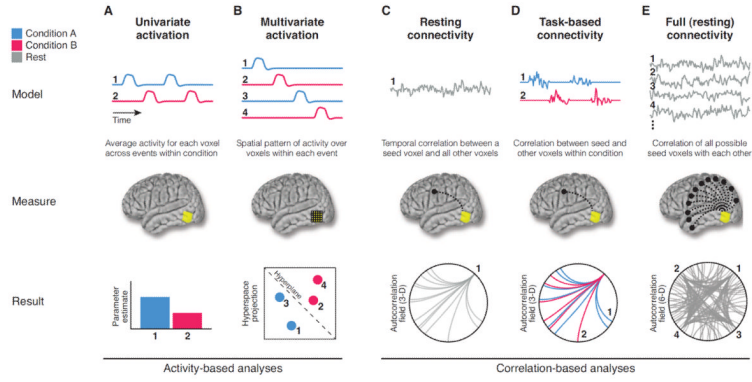 A Univariate activation
B Multivariate activation
C Resting connectivity
D Task-based connectivity
E Full (resting) connectivity
Condition A
Condition B
Rest
Model
1
2
Time
1
2
3
4
1
1
2
1
2
3
4
Average activity for each voxel
across events within condition
Spatial pattern of activity over
voxels within each event
Temporal correlation between a
seed voxel and all other voxels
Correlation between seed and
other voxels within condition
Correlation of all possible
seed voxels with each other
Measure
Result
Parameter
estimate
1
2
Hyperspace
projection
Hyperplane
4
3
2
1
Autocorrelation
field (3-D)
1
Autocorrelation
field (3-D)
1
2
Autocorrelation
field (6-D)
2
1
4
3
Activity-based analyses
Correlation-based analyses